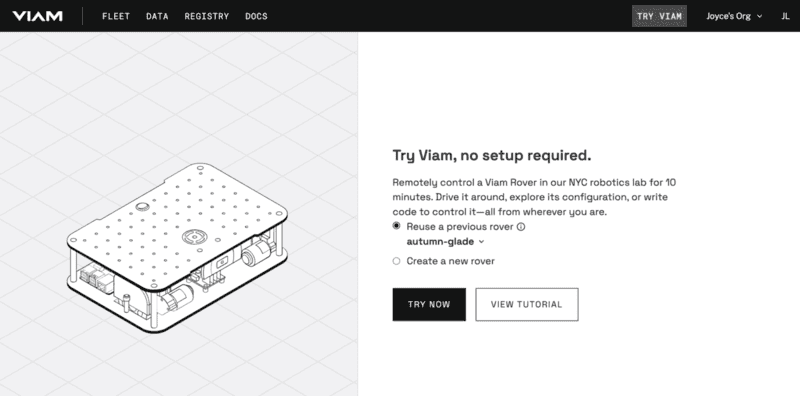 VIAM
FLEET DATA REGISTRY DOCS
TRY VIAM
Joyce's Org
JL
Try Viam, no setup required.
Remotely control a Viam Rover in our NYC robotics lab for 10
minutes. Drive it around, explore its configuration, or write
code to control it—all from wherever you are.
Reuse a previous rover
autumn-glade
Create a new rover
TRY NOW
VIEW TUTORIAL